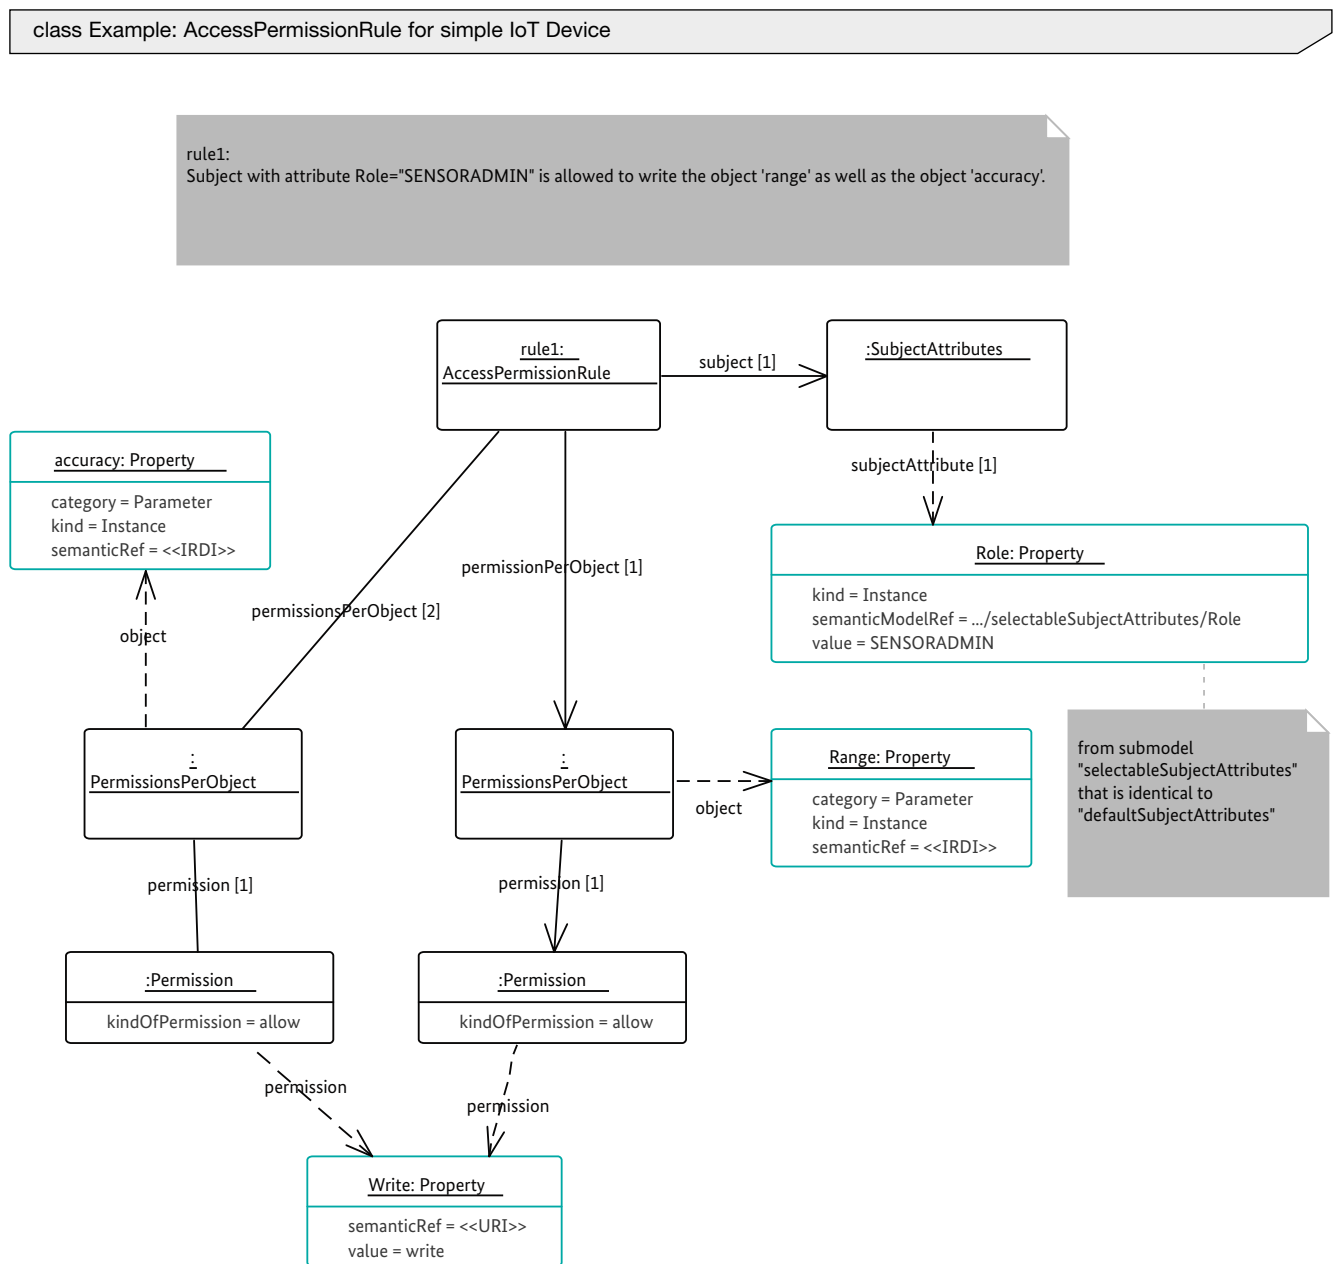 class Example: AccessPermissionRule for simple IoT Device
rule1:
Subject with attribute Role="SENSORADMIN" is allowed to write the object 'range' as well as the object 'accuracy'.
rule1:
AccessPermissionRule
subject [1]
:SubjectAttributes
accuracy: Property
category = Parameter
kind = Instance
semanticRef = <<IRDI>>
subjectAttribute [1]
Role: Property
kind = Instance
semanticModelRef = .../selectableSubjectAttributes/Role
value = SENSORADMIN
permissionPerObject [1]
permissionsPerObject [2]
object
:
PermissionsPerObject
:
PermissionsPerObject
object
Range: Property
category = Parameter
kind = Instance
semanticRef = <<IRDI>>
from submodel
"selectableSubjectAttributes"
that is identical to
"defaultSubjectAttributes"
permission [1]
permission [1]
:Permission
kindOfPermission = allow
:Permission
kindOfPermission = allow
permission
permission
Write: Property
semanticRef = <<URI>>
value = write